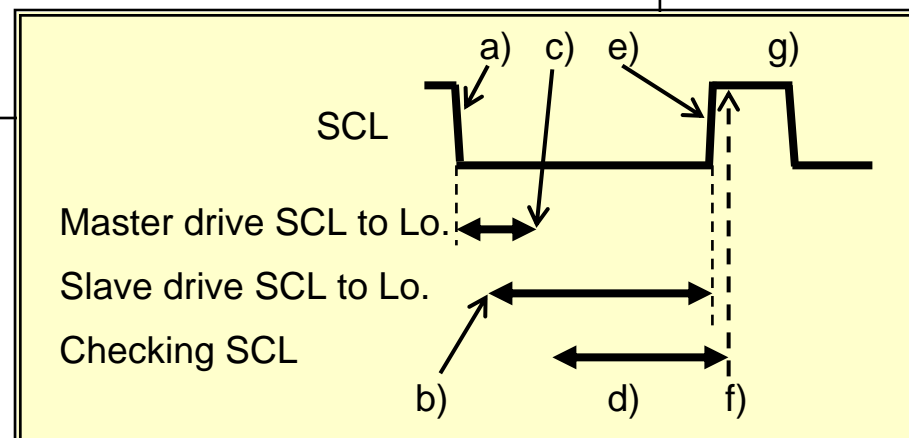 a) c) e) g)
SCL
Master drive SCL to Lo.
Slave drive SCL to Lo.
Checking SCL
b) d) f)